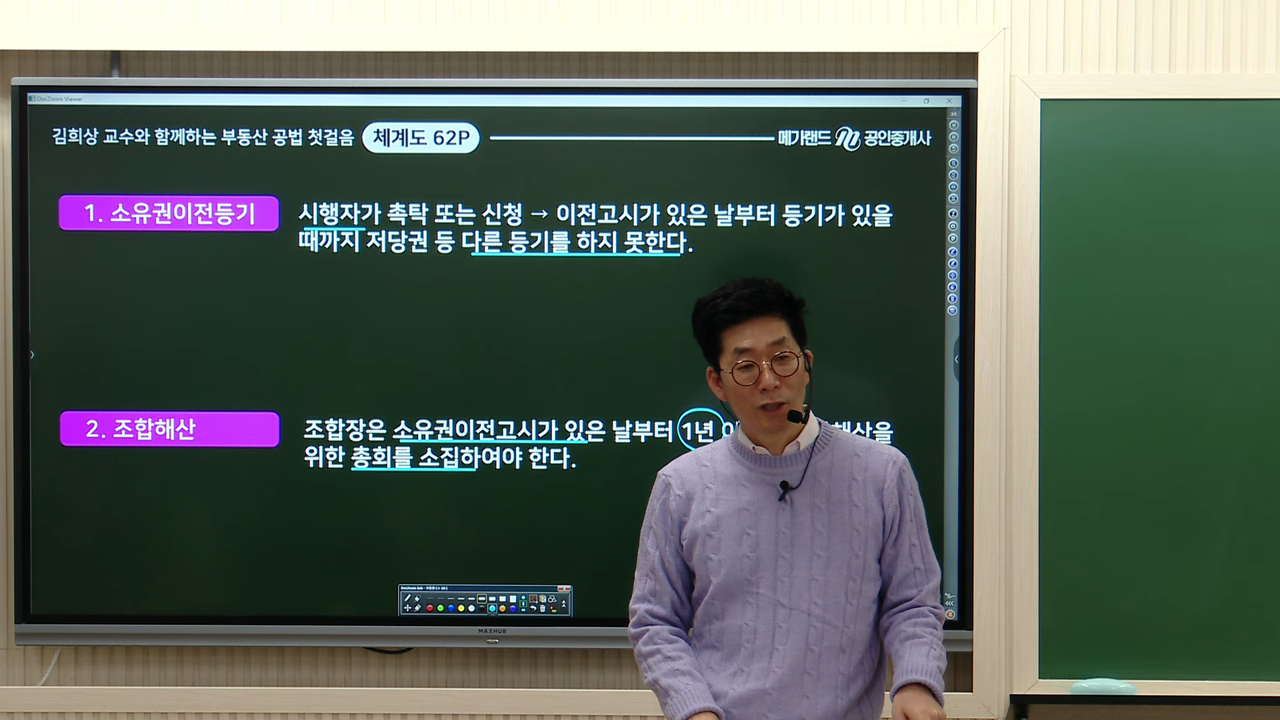 DocZoom Viewer
김희상 교수와 함께하는 부동산 공법 첫걸음 체계도 62P 메가랜드 공인중개사
1. 소유권이전등기
시행자가 촉탁 또는 신청 → 이전고시가 있은 날부터 등기가 있을
때까지 저당권 등 다른 등기를 하지 못한다.
2. 조합해산
조합장은 소유권이전고시가 있은 날부터 1년 해산을
위한 총회를 소집하여야 한다.
MAXHUB